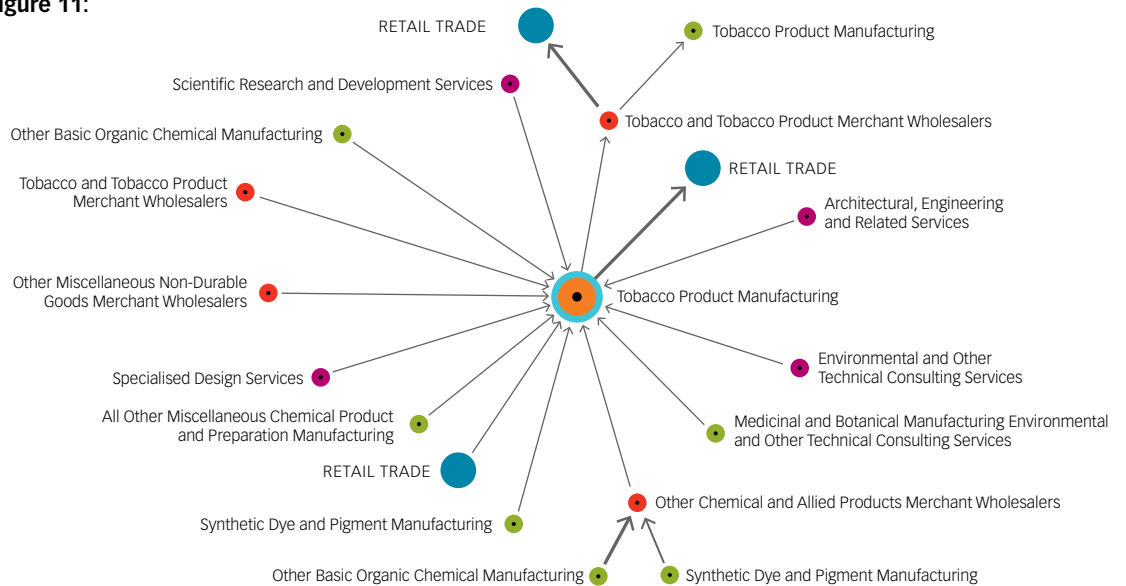 igure 11:
RETAIL TRADE
Tobacco Product Manufacturing
Scientific Research and Development Services
Tobacco and Tobacco Product Merchant Wholesalers
Other Basic Organic Chemical Manufacturing
RETAIL TRADE
Tobacco and Tobacco Product
Merchant Wholesalers
Architectural, Engineering
and Related Services
Other Miscellaneous Non-Durable
Goods Merchant Wholesalers
Tobacco Product Manufacturing
Environmental and Other
Technical Consulting Services
Specialised Design Services
All Other Miscellaneous Chemical Product
and Preparation Manufacturing
Medicinal and Botanical Manufacturing Environmental
and Other Technical Consulting Services
RETAIL TRADE
Other Chemical and Allied Products Merchant Wholesalers
Synthetic Dye and Pigment Manufacturing
Other Basic Organic Chemical Manufacturing
Synthetic Dye and Pigment Manufacturing